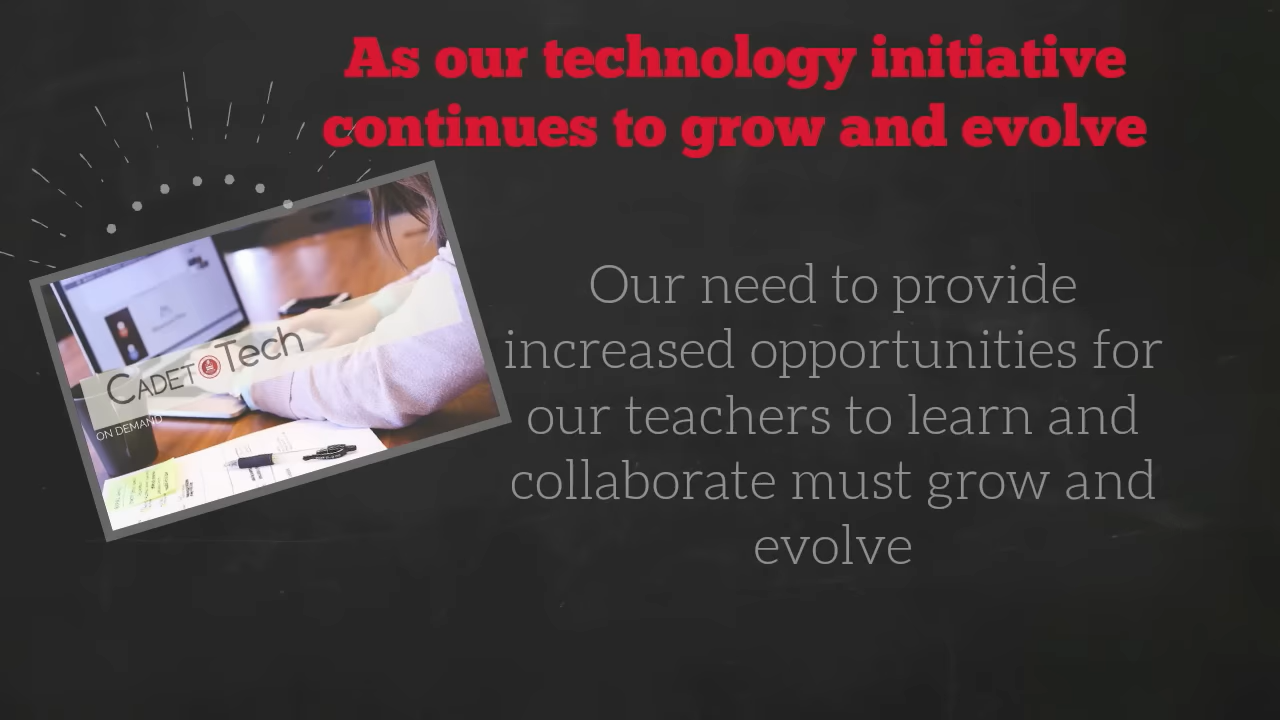 As our technology initiative
continues to grow and evolve
Our need to provide
increased opportunities for
our teachers to learn and
collaborate must grow and
evolve
CADET Tech
ON DEMAND